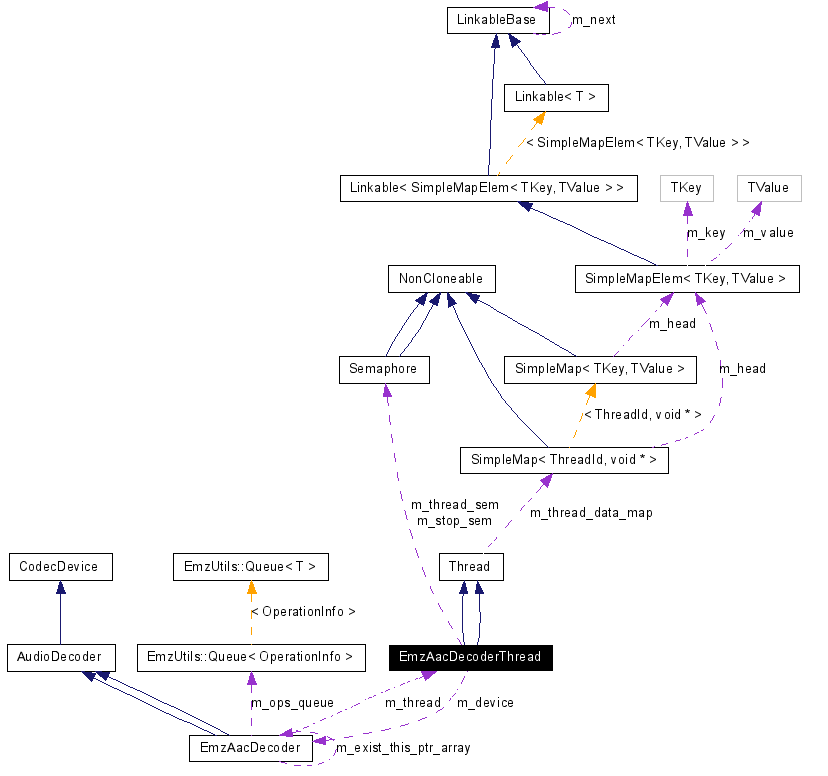 LinkableBase
m_next
Linkable< T >
< SimpleMapElem< TKey, TValue > >
Linkable< SimpleMapElem< TKey, TValue > >
TKey
TValue
m_key
m_value
NonCloneable
SimpleMapElem< TKey, TValue >
m_head
Semaphore
SimpleMap< TKey, TValue >
m_head
< ThreadId, void * >
SimpleMap< ThreadId, void * >
m_thread_sem
m_stop_sem
m_thread_data_map
CodecDevice
EmzUtils::Queue< T >
Thread
< OperationInfo >
AudioDecoder
EmzUtils::Queue< OperationInfo >
EmzAacDecoderThread
m_ops_queue
m_thread
m_device
EmzAacDecoder
m_exist_this_ptr_array